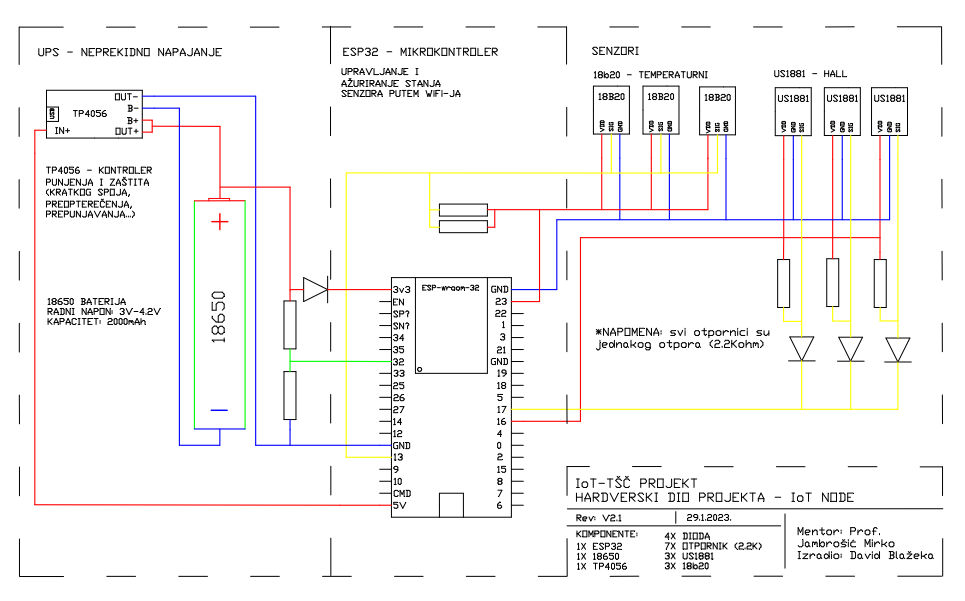 UPS - NEPREKIDNO NAPAJANJE
OUT-
B-
B+
OUT+
USB
TP4056
IN+
TP4056 - KONTROLER
PUNJENJA I ZAŠTITA
(KRATKOG SPOJA,
PREOPTEREČENJA,
PREPUNJAVANJA...)
+
18650
-
18650 BATERIJA
RADNI NAPON: 3V-4.2V
KAPACITET: 2000mAh
ESP32 - MIKROKONTROLER
UPRAVLJANJE I
AŽURIRANJE STANJA
SENZORA PUTEM WIFI-JA
ESP-wroom-32
3v3
EN
SP?
SN?
34
35
32
33
25
26
27
14
12
GND
13
9
10
CMD
5V
GND
23
22
1
3
21
GND
19
18
5
17
16
4
0
2
15
8
7
6
SENZORI
18b20 - TEMPERATURNI
18B20
VDD SIG GND
18B20
VDD SIG GND
18B20
VDD SIG GND
US1881 - HALL
US1881
VDD GND SIG
US1881
VDD GND SIG
US1881
VDD GND SIG
*NAPOMENA: svi otpornici su
jednakog otpora (2.2Kohm)
IoT-TŠČ PROJEKT
HARDVERSKI DIO PROJEKTA - IoT NODE
Rev: V2.1 29.1.2023.
KOMPONENTE:
1X ESP32
1X 18650
1X TP4056
4X DIODA
7X OTPORNIK (2.2K)
3X US1881
3X 18b20
Mentor: Prof.
Jambrošić Mirko
Izradio: David Blažeka